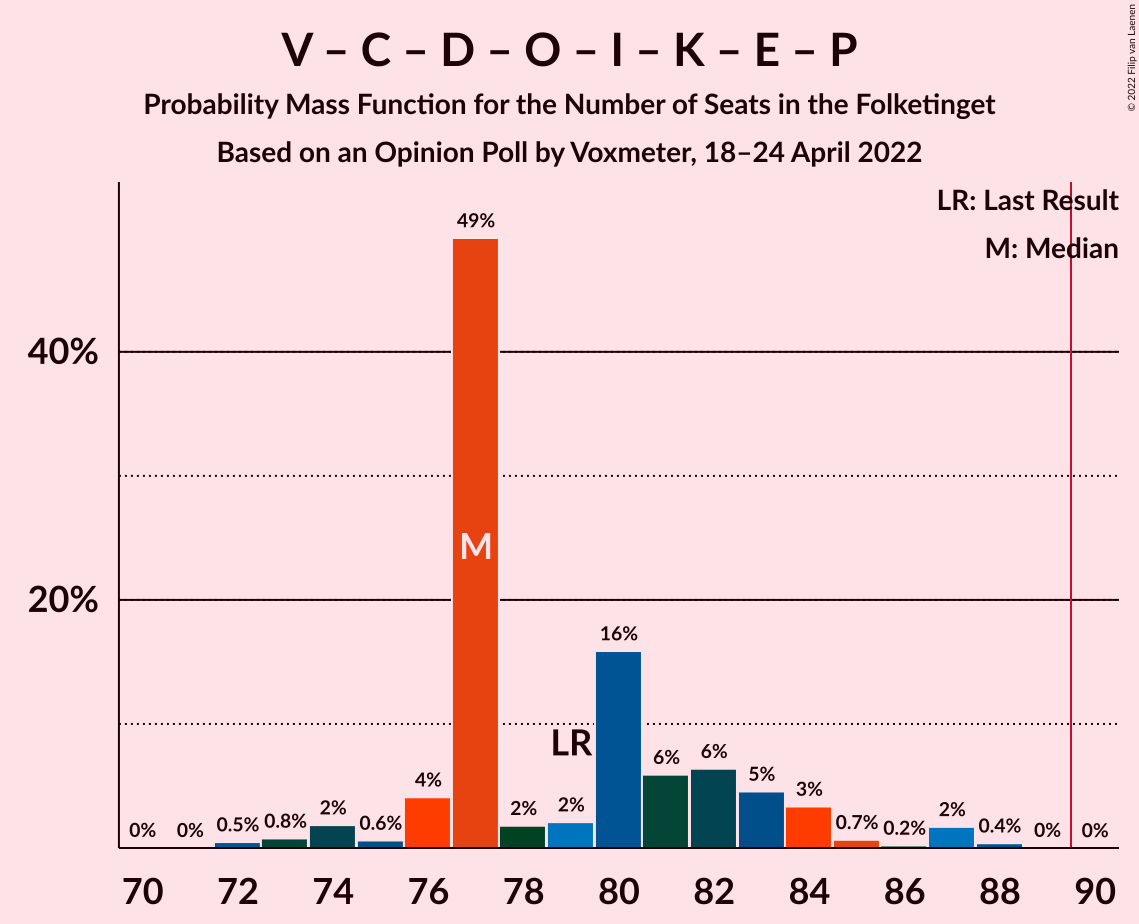 V – C – D – O – I – K – E – P
Probability Mass Function for the Number of Seats in the Folketinget
Based on an Opinion Poll by Voxmeter, 18–24 April 2022
© 2022 Filip van Laenen
LR: Last Result
M: Median
40%
20%
0%
0%
0.5%
0.8%
2%
0.6%
4%
49%
M
2%
2%
LR
16%
6%
6%
5%
3%
0.7%
0.2%
2%
0.4%
0%
0%
70 72 74 76 78 80 82 84 86 88 90